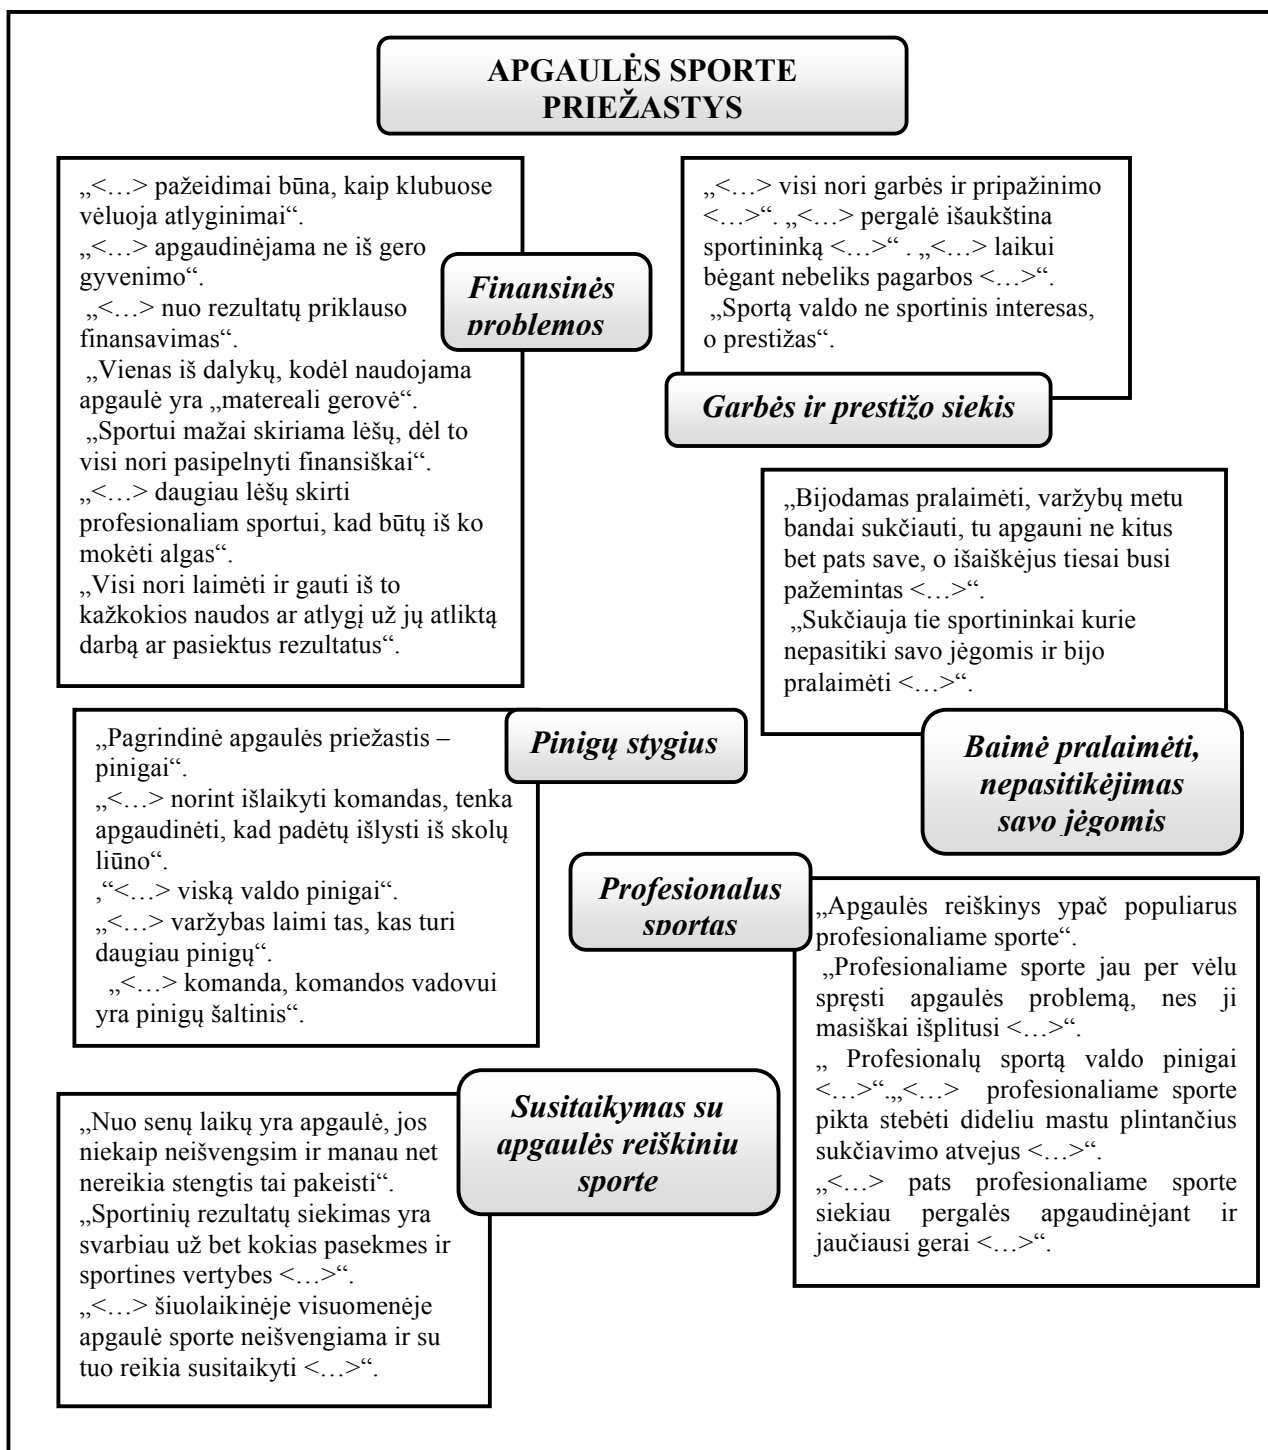 APGAULĖS SPORTE
PRIEŽASTYS
„<…> pažeidimai būna, kaip klubuose
vėluoja atlyginimai“.
„<…> apgaudinėjama ne iš gero
gyvenimo“.
„<…> nuo rezultatų priklauso
finansavimas“.
„Vienas iš dalykų, kodėl naudojama
apgaulė yra „matereali gerovė“.
„Sportui mažai skiriama lėšų, dėl to
visi nori pasipelnyti finansiškai“.
„<…> daugiau lėšų skirti
profesionaliam sportui, kad būtų iš ko
mokėti algas“.
„Visi nori laimėti ir gauti iš to
kažkokios naudos ar atlygį už jų atliktą
darbą ar pasiektus rezultatus“.
Finansinės
problemos
„<…> visi nori garbės ir pripažinimo
<…>“. „<…> pergalė išaukština
sportininką <…>“ . „<…> laikui
bėgant nebeliks pagarbos <…>“.
„Sportą valdo ne sportinis interesas,
o prestižas“.
Garbės ir prestižo siekis
„Bijodamas pralaimėti, varžybų metu
bandai sukčiauti, tu apgauni ne kitus
bet pats save, o išaiškėjus tiesai busi
pažemintas <…>“.
„Sukčiauja tie sportininkai kurie
nepasitiki savo jėgomis ir bijo
pralaimėti <…>“.
Baimė pralaimėti,
nepasitikėjimas
savo jėgomis
„Pagrindinė apgaulės priežastis –
pinigai“.
„<…> norint išlaikyti komandas, tenka
apgaudinėti, kad padėtų išlysti iš skolų
liūno“.
,“<…> viską valdo pinigai“.
„<…> varžybas laimi tas, kas turi
daugiau pinigų“.
„<…> komanda, komandos vadovui
yra pinigų šaltinis“.
Pinigų stygius
Profesionalus
sportas
„Apgaulės reiškinys ypač populiarus
profesionaliame sporte“.
„Profesionaliame sporte jau per vėlu
spręsti apgaulės problemą, nes ji
masiškai išplitusi <…>“.
„ Profesionalų sportą valdo pinigai
<…>“.„<…> profesionaliame sporte
pikta stebėti dideliu mastu plintančius
sukčiavimo atvejus <…>“.
„<…> pats profesionaliame sporte
siekiau pergalės apgaudinėjant ir
jaučiausi gerai <…>“.
Susitaikymas su
apgaulės reiškiniu
sporte
„Nuo senų laikų yra apgaulė, jos
niekaip neišvengsim ir manau net
nereikia stengtis tai pakeisti“.
„Sportinių rezultatų siekimas yra
svarbiau už bet kokias pasekmes ir
sportines vertybes <…>“.
„<…> šiuolaikinėje visuomenėje
apgaulė sporte neišvengiama ir su
tuo reikia susitaikyti <…>“.